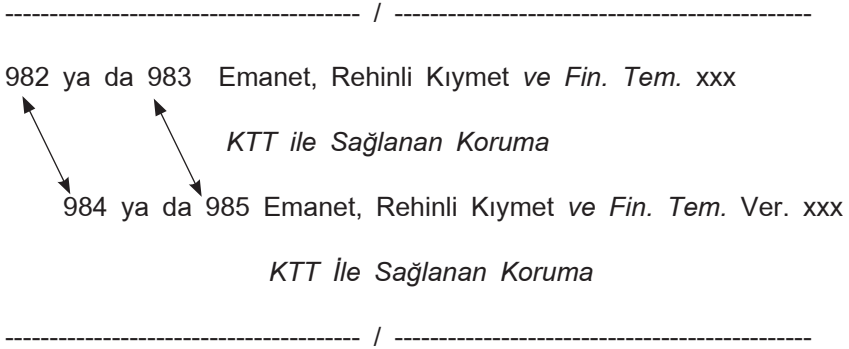 ---------------------------------------- / -----------------------------------------------
982 ya da 983 Emanet, Rehinli Kıymet ve Fin. Tem. xxx
KTT ile Sağlanan Koruma
984 ya da 985 Emanet, Rehinli Kıymet ve Fin. Tem. Ver. xxx
KTT İle Sağlanan Koruma
---------------------------------------- / -----------------------------------------------